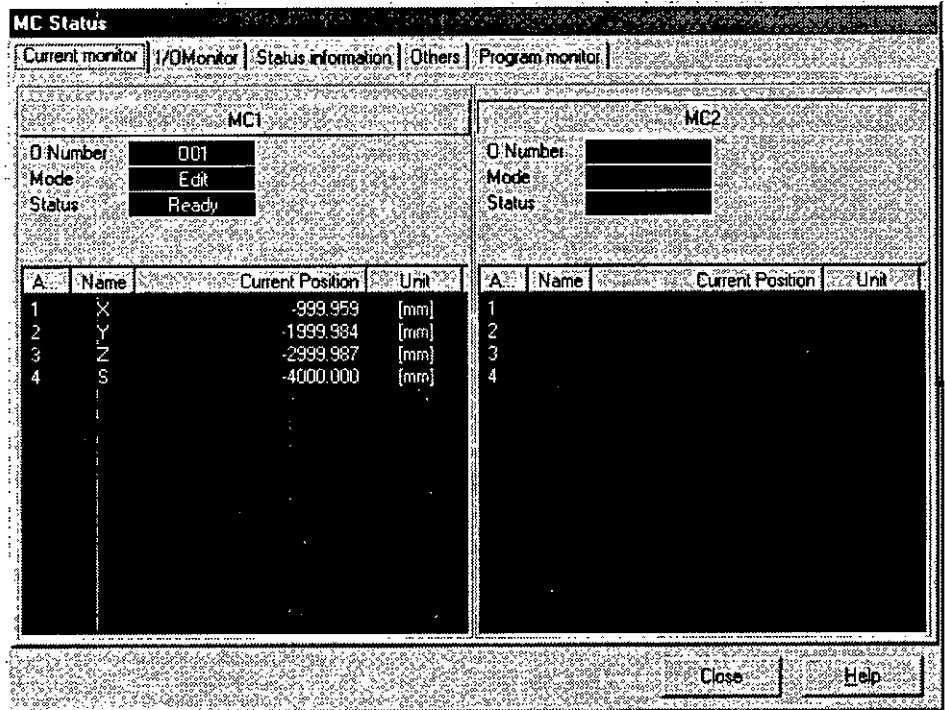 MC Status
Current monitor I/OMonitor Status information Others Program monitor
MC1
O Number 001
Mode Edit
Status Ready
A... Name Current Position Unit
1 X -999.959 [mm]
2 Y -1999.984 [mm]
3 Z -2999.987 [mm]
4 S -4000.000 [mm]
MC2
O Number
Mode
Status
A... Name Current Position Unit
1
2
3
4
Close Help